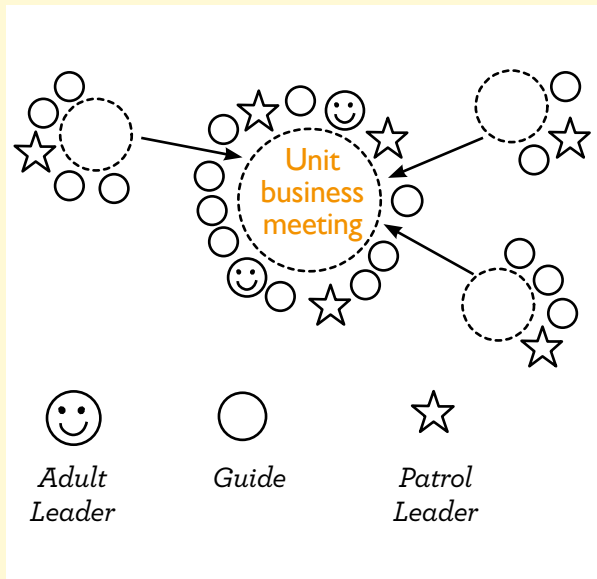 Unit
business
meeting
Adult
Leader
Guide
Patrol
Leader